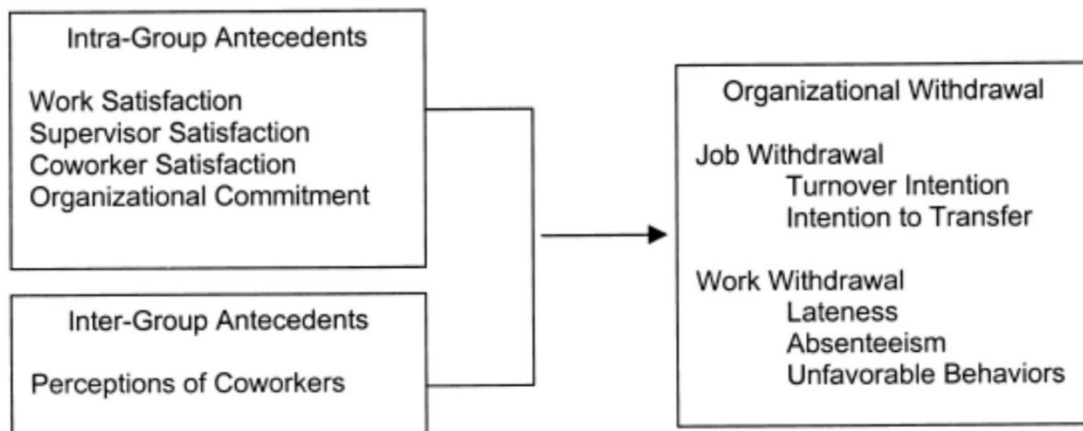 Intra-Group Antecedents
Work Satisfaction
Supervisor Satisfaction
Coworker Satisfaction
Organizational Commitment
Inter-Group Antecedents
Perceptions of Coworkers
Organizational Withdrawal
Job Withdrawal
Turnover Intention
Intention to Transfer
Work Withdrawal
Lateness
Absenteeism
Unfavorable Behaviors